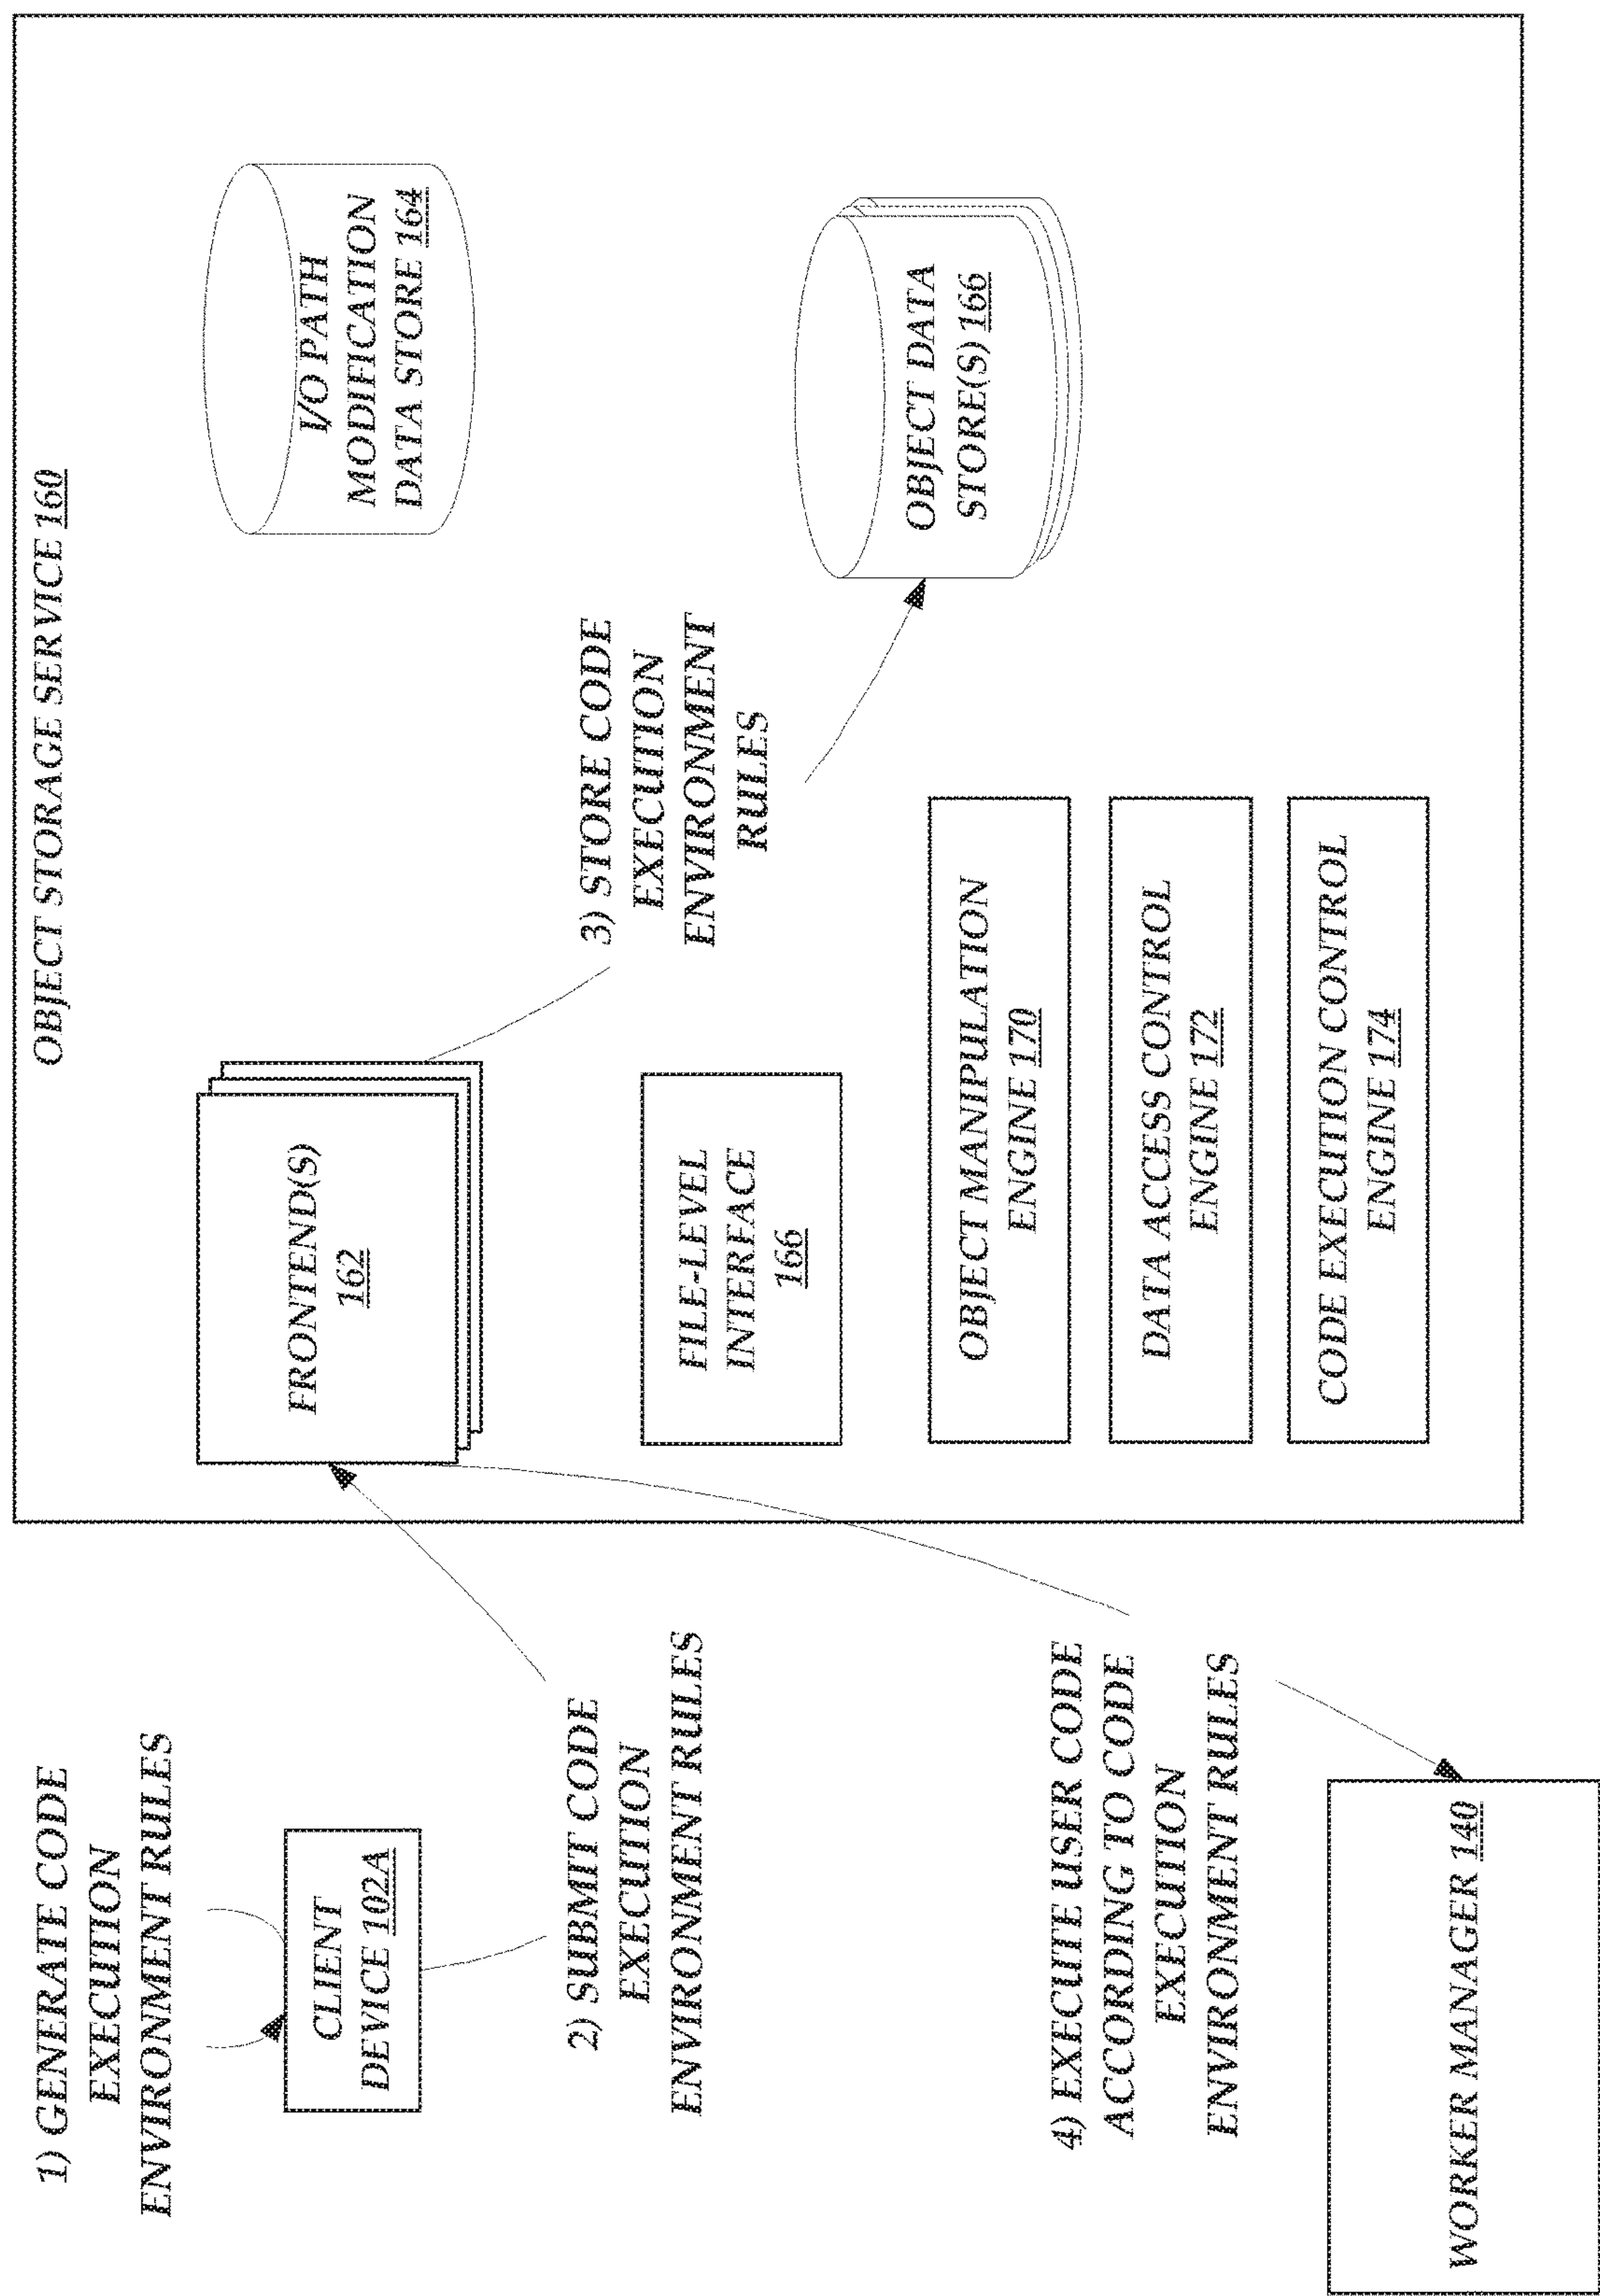 1) GENERATE CODE
EXECUTION
ENVIRONMENT RULES
CLIENT
DEVICE 102A
2) SUBMIT CODE
EXECUTION
ENVIRONMENT RULES
4) EXECUTE USER CODE
ACCORDING TO CODE
EXECUTION
ENVIRONMENT RULES
WORKER MANAGER 140
OBJECT STORAGE SERVICE 160
FRONTEND(S)
162
I/O PATH
MODIFICATION
DATA STORE 164
3) STORE CODE
EXECUTION
ENVIRONMENT
RULES
FILE-LEVEL
INTERFACE
166
OBJECT DATA
STORE(S) 166
OBJECT MANIPULATION
ENGINE 170
DATA ACCESS CONTROL
ENGINE 172
CODE EXECUTION CONTROL
ENGINE 174